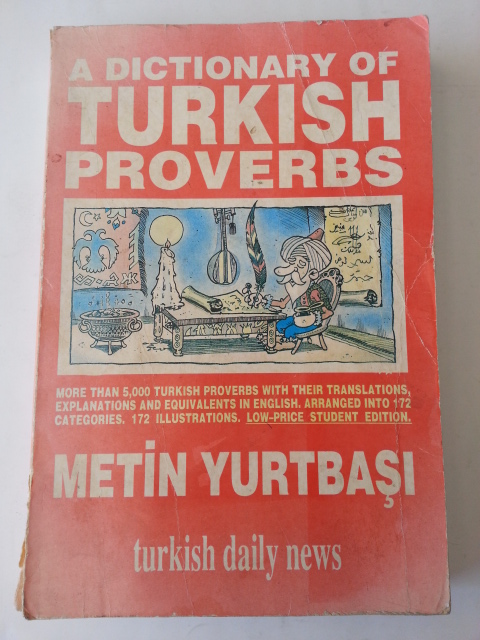 A DICTIONARY OF
TURKISH
PROVERBS
MORE THAN 5,000 TURKISH PROVERBS WITH THEIR TRANSLATIONS,
EXPLANATIONS AND EQUIVALENTS IN ENGLISH. ARRANGED INTO 172
CATEGORIES. 172 ILLUSTRATIONS. LOW-PRICE STUDENT EDITION.
METİN YURTBAŞI
turkish daily news